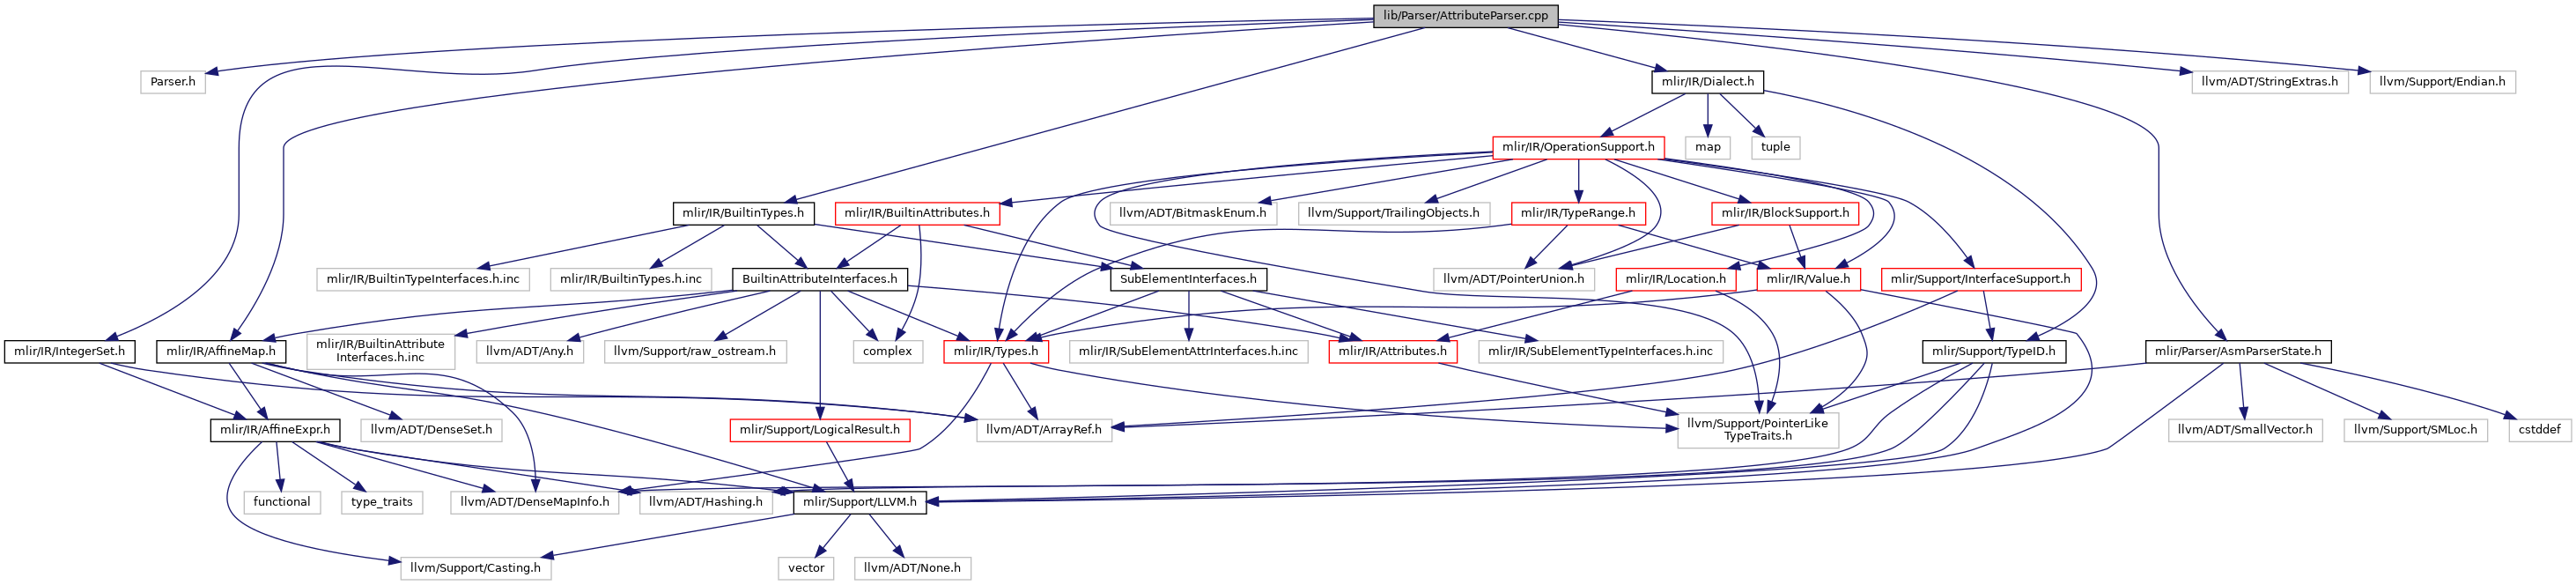 lib/Parser/AttributeParser.cpp
Parser.h
mlir/IR/Dialect.h
llvm/ADT/StringExtras.h
llvm/Support/Endian.h
mlir/IR/OperationSupport.h
map
tuple
mlir/IR/BuiltinTypes.h
mlir/IR/BuiltinAttributes.h
llvm/ADT/BitmaskEnum.h
llvm/Support/TrailingObjects.h
mlir/IR/TypeRange.h
mlir/IR/BlockSupport.h
mlir/IR/BuiltinTypeInterfaces.h.inc
mlir/IR/BuiltinTypes.h.inc
BuiltinAttributeInterfaces.h
SubElementInterfaces.h
llvm/ADT/PointerUnion.h
mlir/IR/Location.h
mlir/IR/Value.h
mlir/Support/InterfaceSupport.h
mlir/IR/IntegerSet.h
mlir/IR/AffineMap.h
mlir/IR/BuiltinAttribute
Interfaces.h.inc
llvm/ADT/Any.h
llvm/Support/raw_ostream.h
complex
mlir/IR/Types.h
mlir/IR/SubElementAttrInterfaces.h.inc
mlir/IR/Attributes.h
mlir/IR/SubElementTypeInterfaces.h.inc
mlir/Support/TypeID.h
mlir/Parser/AsmParserState.h
mlir/IR/AffineExpr.h
llvm/ADT/DenseSet.h
mlir/Support/LogicalResult.h
llvm/ADT/ArrayRef.h
llvm/Support/PointerLike
TypeTraits.h
llvm/ADT/SmallVector.h
llvm/Support/SMLoc.h
cstddef
functional
type_traits
llvm/ADT/DenseMapInfo.h
llvm/ADT/Hashing.h
mlir/Support/LLVM.h
llvm/Support/Casting.h
vector
llvm/ADT/None.h